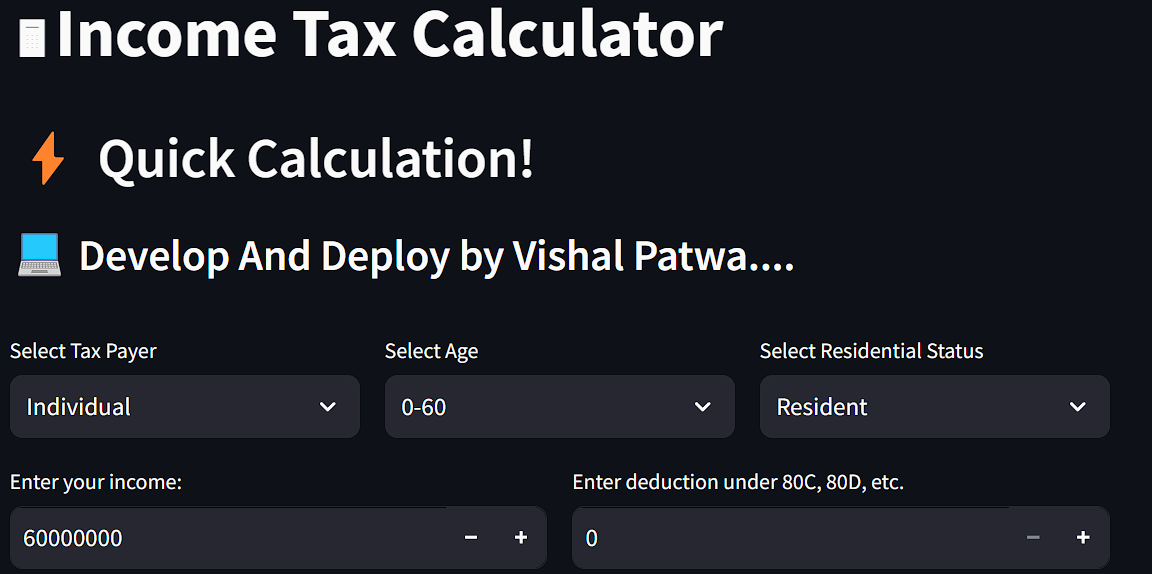 Income Tax Calculator
Quick Calculation!
Develop And Deploy by Vishal Patwa....
Select Tax Payer Select Age Select Residential Status
Individual 0-60 Resident
Enter your income: Enter deduction under 80C, 80D, etc.
60000000 − + 0 − +